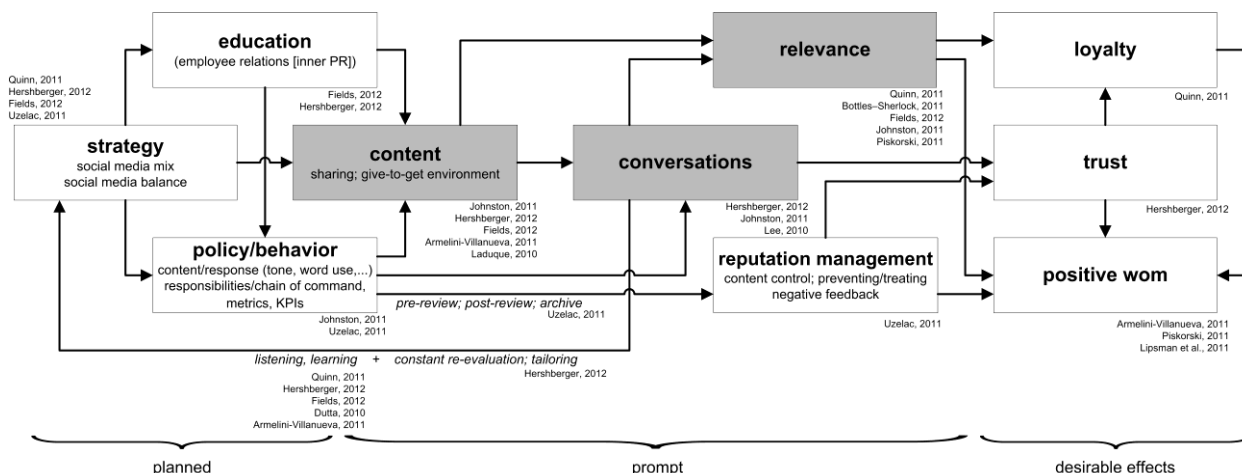 education
(employee relations [inner PR])
relevance
loyalty
Quinn, 2011
Hershberger, 2012
Fields, 2012
Uzelac, 2011
Fields, 2012
Hershberger, 2012
Quinn, 2011
Bottles–Sherlock, 2011
Fields, 2012
Johnston, 2011
Piskorski, 2011
Quinn, 2011
strategy
social media mix
social media balance
content
sharing; give-to-get environment
conversations
trust
Johnston, 2011
Hershberger, 2012
Fields, 2012
Armelini-Villanueva, 2011
Laduque, 2010
Hershberger, 2012
Johnston, 2011
Lee, 2010
Hershberger, 2012
policy/behavior
content/response (tone, word use,...)
responsibilities/chain of command,
metrics, KPIs
reputation management
content control; preventing/treating
negative feedback
positive wom
pre-review; post-review; archive
Uzelac, 2011
Johnston, 2011
Uzelac, 2011
Uzelac, 2011
Armelini-Villanueva, 2011
Piskorski, 2011
Lipsman et al., 2011
listening, learning + constant re-evaluation; tailoring
Hershberger, 2012
Quinn, 2011
Hershberger, 2012
Fields, 2012
Dutta, 2010
Armelini-Villanueva, 2011
planned
prompt
desirable effects